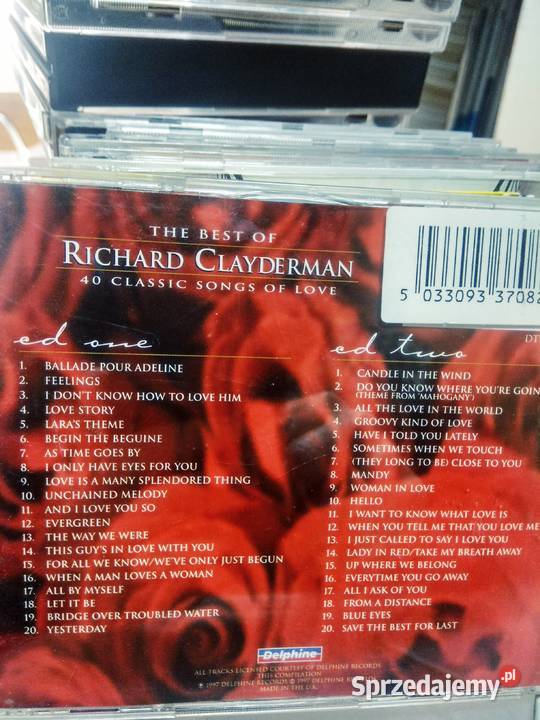 THE BEST OF
RICHARD CLAYDERMAN
40 CLASSIC SONGS OF LOVE
5 033093 37082
DT
cd one
1. BALLADE POUR ADELINE
2. FEELINGS
3. I DON'T KNOW HOW TO LOVE HIM
4. LOVE STORY
5. LARA'S THEME
6. BEGIN THE BEGUINE
7. AS TIME GOES BY
8. I ONLY HAVE EYES FOR YOU
9. LOVE IS A MANY SPLENDORED THING
10. UNCHAINED MELODY
11. AND I LOVE YOU SO
12. EVERGREEN
13. THE WAY WE WERE
14. THIS GUY'S IN LOVE WITH YOU
15. FOR ALL WE KNOW/WE'VE ONLY JUST BEGUN
16. WHEN A MAN LOVES A WOMAN
17. ALL BY MYSELF
18. LET IT BE
19. BRIDGE OVER TROUBLED WATER
20. YESTERDAY
cd two
1. CANDLE IN THE WIND
2. DO YOU KNOW WHERE YOU'RE GOIN
(THEME FROM 'MAHOGANY')
3. ALL THE LOVE IN THE WORLD
4. GROOVY KIND OF LOVE
5. HAVE I TOLD YOU LATELY
6. SOMETIMES WHEN WE TOUCH
7. (THEY LONG TO BE) CLOSE TO YOU
8. MANDY
9. WOMAN IN LOVE
10. HELLO
11. I WANT TO KNOW WHAT LOVE IS
12. WHEN YOU TELL ME THAT YOU LOVE ME
13. I JUST CALLED TO SAY I LOVE YOU
14. LADY IN RED/TAKE MY BREATH AWAY
15. UP WHERE WE BELONG
16. EVERYTIME YOU GO AWAY
17. ALL I ASK OF YOU
18. FROM A DISTANCE
19. BLUE EYES
20. SAVE THE BEST FOR LAST
Delphine
ALL TRACKS LICENSED COURTESY OF DELPHINE RECORDS
THIS COMPILATION
℗ 1997 DELPHINE RECORDS © 1997 DELPHINE
MADE IN THE U.K.
Sprzedajemy.pl